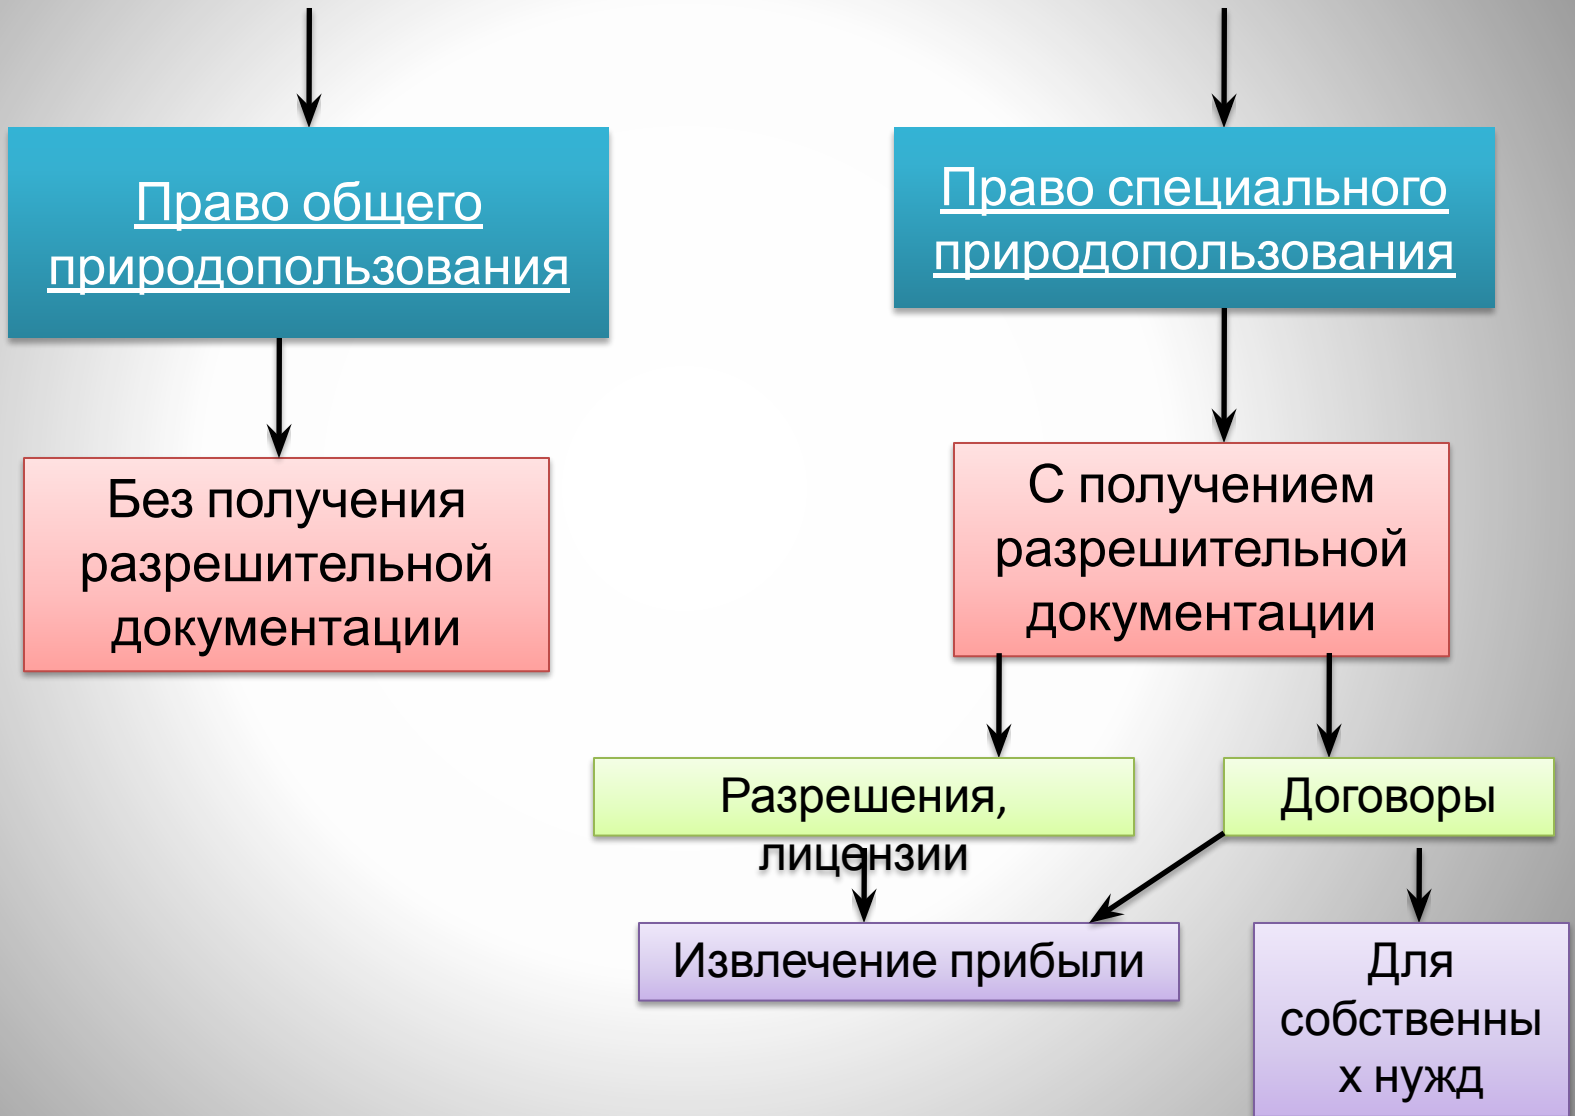 Право общего
природопользования
Право специального
природопользования
Без получения
разрешительной
документации
С получением
разрешительной
документации
Разрешения,
лицензии
Договоры
Извлечение прибыли
Для
собственны
х нужд